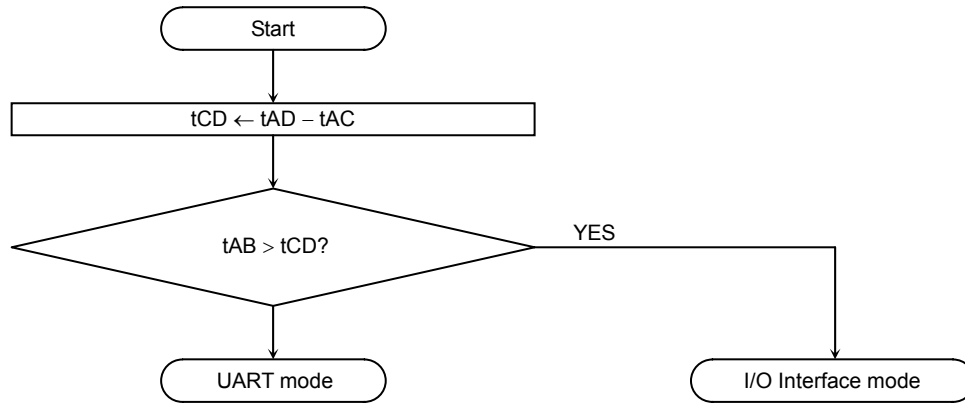 Start
tCD ← tAD − tAC
tAB > tCD?
YES
UART mode
I/O Interface mode